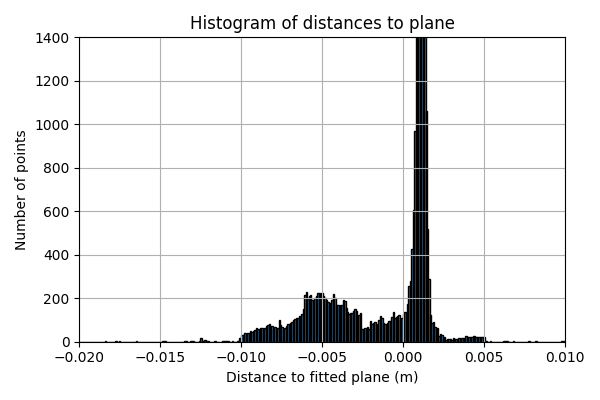 Histogram of distances to plane
1400
1200
1000
800
600
400
200
0
Number of points
−0.020 −0.015 −0.010 −0.005 0.000 0.005 0.010
Distance to fitted plane (m)